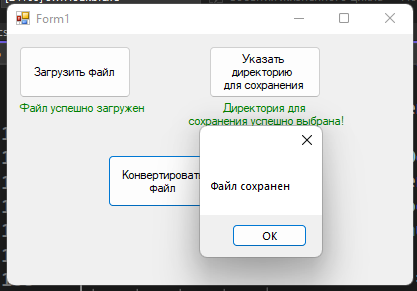 Form1
Загрузить файл
Указать
директорию
для сохранения
Файл успешно загружен
Директория для
сохранения успешно выбрана!
Конвертировать
файл
Файл сохранен
OK